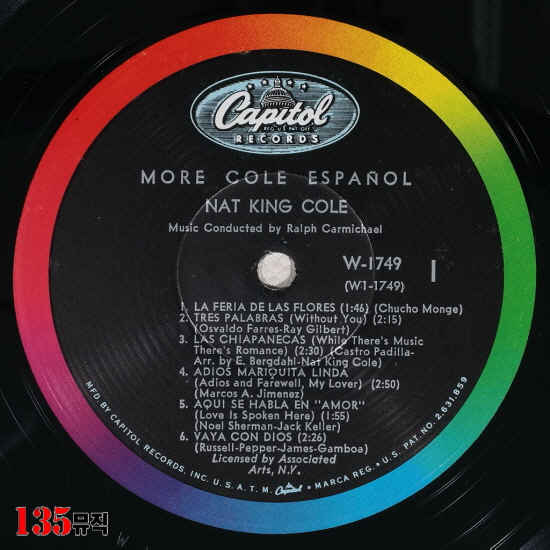 Capitol
REG. U.S. PAT. OFF.
RECORDS
MORE COLE ESPAÑOL
NAT KING COLE
Music Conducted by Ralph Carmichael
W-1749
(W1-1749)
1
1. LA FERIA DE LAS FLORES (1:46) (Chucho Monge)
2. TRES PALABRAS (Without You) (2:15)
(Osvaldo Farres-Ray Gilbert)
3. LAS CHIAPANECAS (While There's Music
There's Romance) (2:30) (Castro Padilla-
Arr. by E. Bergdahl-Nat King Cole)
4. ADIOS MARIQUITA LINDA
(Adios and Farewell, My Lover) (2:50)
(Marcos A. Jimenez)
5. AQUI SE HABLA EN "AMOR"
(Love Is Spoken Here) (1:55)
(Noel Sherman-Jack Keller)
6. VAYA CON DIOS (2:26)
(Russell-Pepper-James-Gamboa)
Licensed by Associated
Arts, N.Y.
MFD. BY CAPITOL RECORDS, INC. U.S.A. T.M. Capitol • MARCA REG. • U.S. PAT. NO. 2,631,859
135뮤직